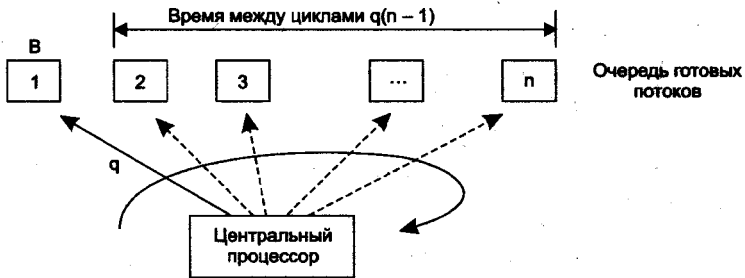 Время между циклами q(n – 1)
B
1
2
3
...
n
Очередь готовых
потоков
q
Центральный
процессор